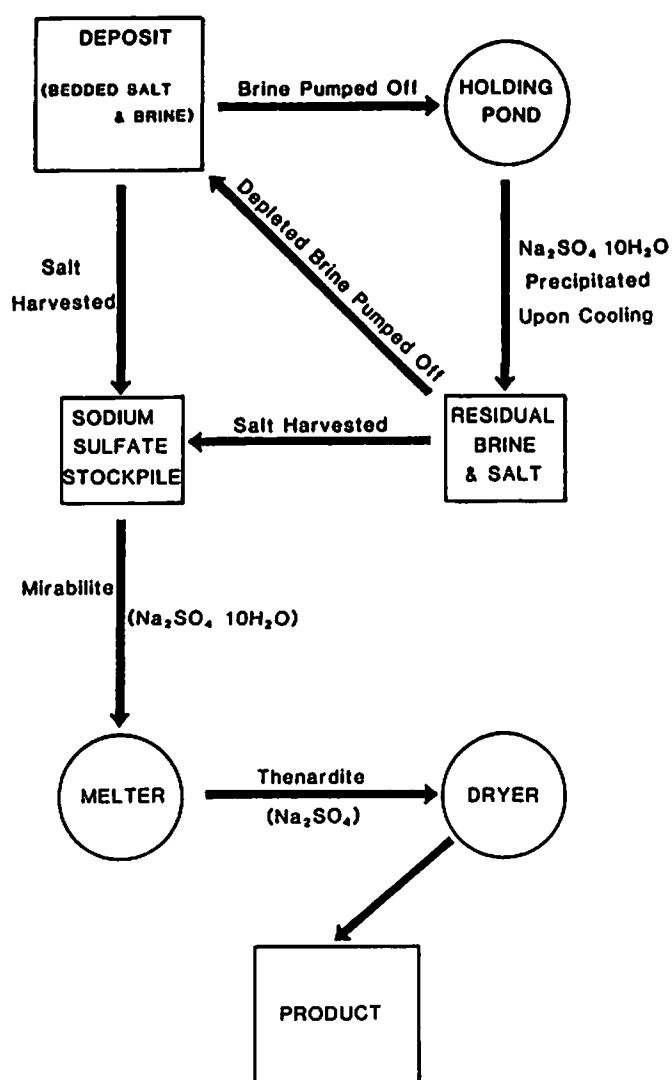 DEPOSIT
(BEDDED SALT
& BRINE)
Brine Pumped Off
HOLDING
POND
Depleted Brine Pumped Off
Salt
Harvested
Na₂SO₄ 10H₂O
Precipitated
Upon Cooling
SODIUM
SULFATE
STOCKPILE
Salt Harvested
RESIDUAL
BRINE
& SALT
Mirabilite
(Na₂SO₄ 10H₂O)
MELTER
Thenardite
(Na₂SO₄)
DRYER
PRODUCT